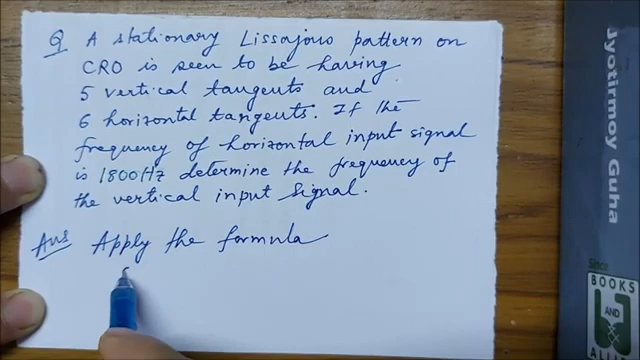 Q A stationary Lissajous pattern on
CRO is seen to be having
5 vertical tangents and
6 horizontal tangents. If the
frequency of horizontal input signal
is 1800Hz determine the frequency of
the vertical input signal.
Ans Apply the formula
Jyotirmoy Guha
Since
BOOKS
AND
ALLIE